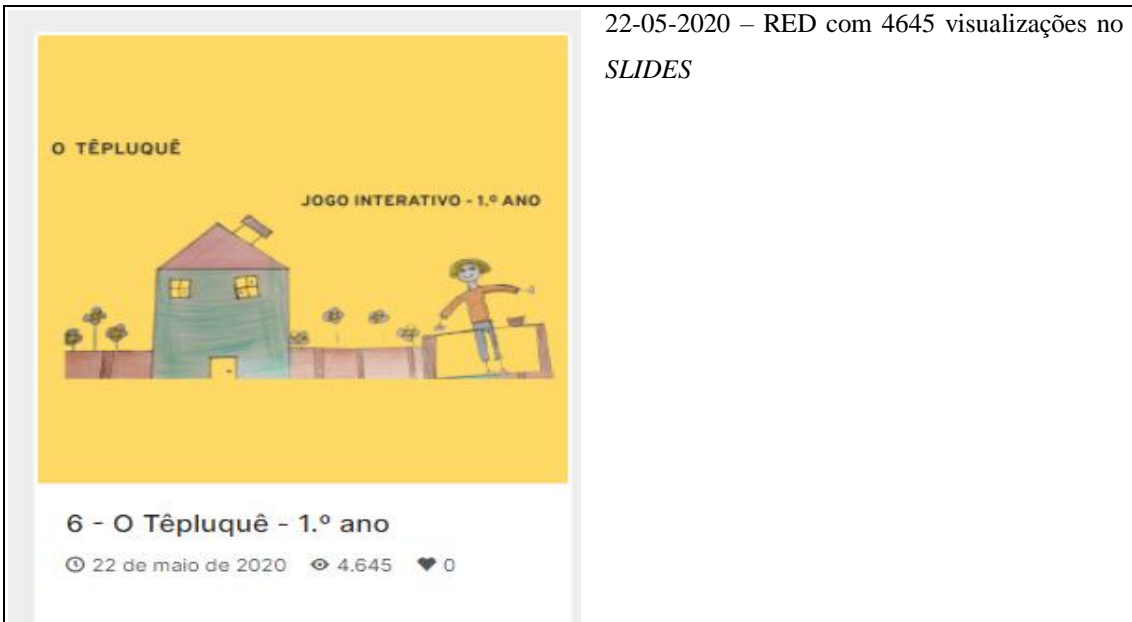 22-05-2020 – RED com 4645 visualizações no
SLIDES
O TÊPLUQUÊ
JOGO INTERATIVO - 1.º ANO
6 - O Têpluquê - 1.º ano
22 de maio de 2020 4.645 0